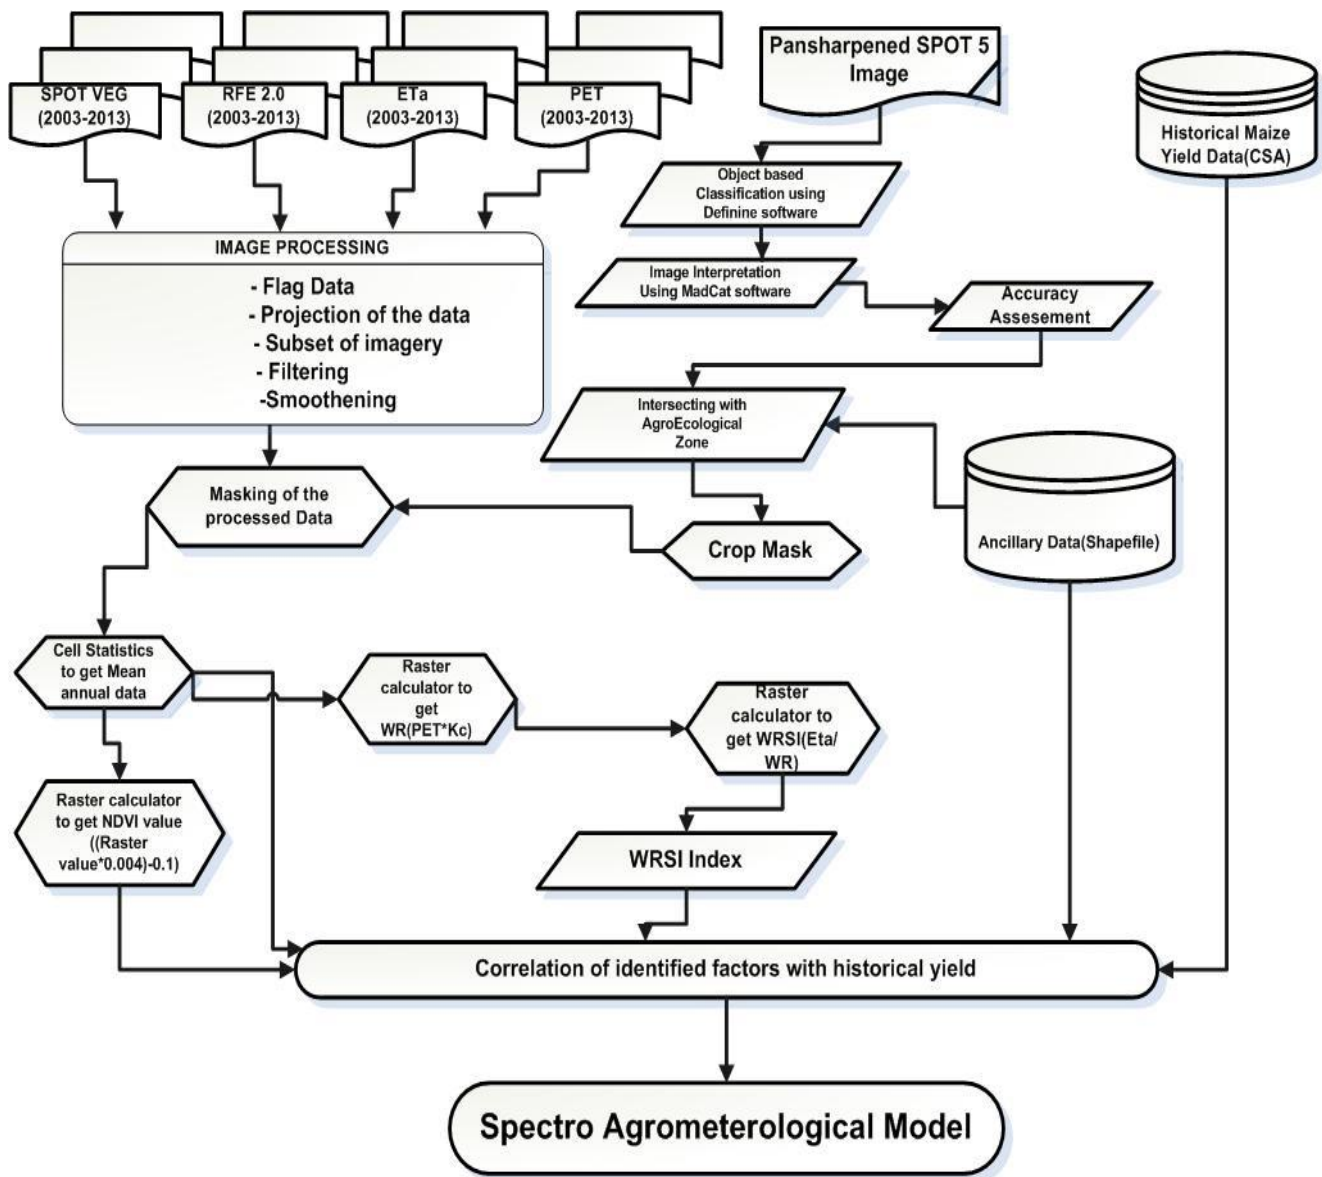 SPOT VEG
(2003-2013)
RFE 2.0
(2003-2013)
ETa
(2003-2013)
PET
(2003-2013)
Pansharpened SPOT 5
Image
Historical Maize
Yield Data(CSA)
Object based
Classification using
Definine software
IMAGE PROCESSING
- Flag Data
- Projection of the data
- Subset of imagery
- Filtering
-Smoothening
Image Interpretation
Using MadCat software
Accuracy
Assesement
Intersecting with
AgroEcological
Zone
Masking of the
processed Data
Crop Mask
Ancillary Data(Shapefile)
Cell Statistics
to get Mean
annual data
Raster
calculator to
get
WR(PET*Kc)
Raster
calculator to
get WRSI(Eta/
WR)
Raster calculator
to get NDVI value
((Raster
value*0.004)-0.1)
WRSI Index
Correlation of identified factors with historical yield
Spectro Agrometerological Model